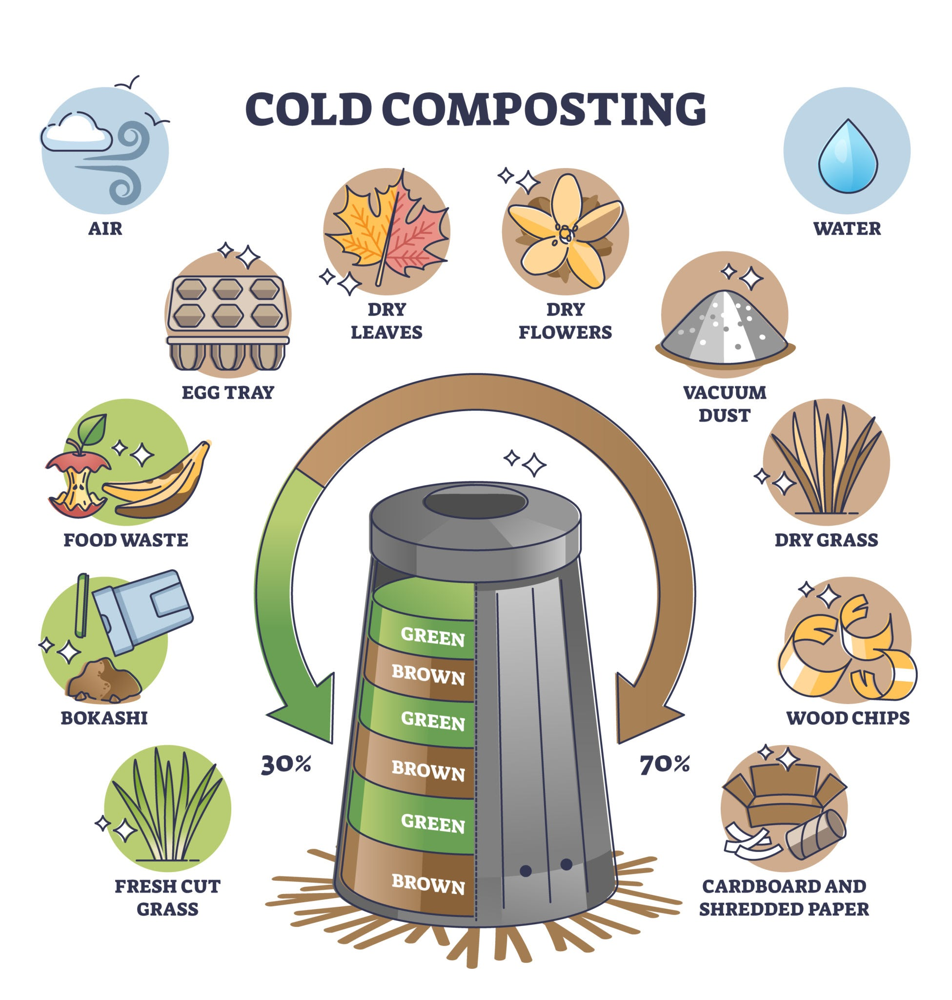 COLD COMPOSTING
AIR
WATER
DRY
LEAVES
DRY
FLOWERS
EGG TRAY
VACUUM
DUST
FOOD WASTE
DRY GRASS
BOKASHI
WOOD CHIPS
GREEN
BROWN
GREEN
BROWN
GREEN
BROWN
30%
70%
FRESH CUT
GRASS
CARDBOARD AND
SHREDDED PAPER